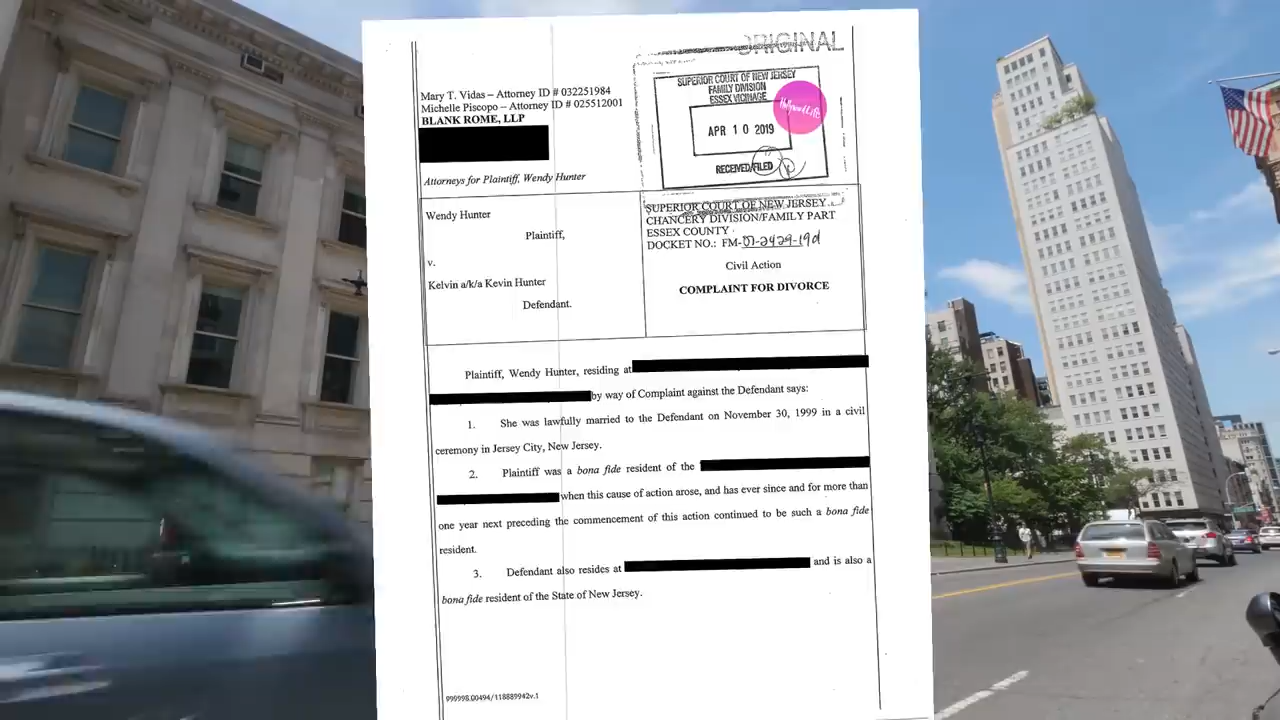 ORIGINAL
Mary T. Vidas – Attorney ID # 032251984
Michelle Piscopo – Attorney ID # 025512001
BLANK ROME, LLP
Attorneys for Plaintiff, Wendy Hunter
SUPERIOR COURT OF NEW JERSEY
FAMILY DIVISION
ESSEX VICINAGE
HollywoodLife
APR 10 2019
RECEIVED/FILED
Wendy Hunter
Plaintiff,
v.
Kelvin a/k/a Kevin Hunter
Defendant.
SUPERIOR COURT OF NEW JERSEY
CHANCERY DIVISION/FAMILY PART
ESSEX COUNTY
DOCKET NO.: FM-07-2429-19d
Civil Action
COMPLAINT FOR DIVORCE
Plaintiff, Wendy Hunter, residing at
by way of Complaint against the Defendant says:
1. She was lawfully married to the Defendant on November 30, 1999 in a civil
ceremony in Jersey City, New Jersey.
2. Plaintiff was a bona fide resident of the
when this cause of action arose, and has ever since and for more than
one year next preceding the commencement of this action continued to be such a bona fide
resident.
3. Defendant also resides at and is also a
bona fide resident of the State of New Jersey.
999998.00494/118889942v.1